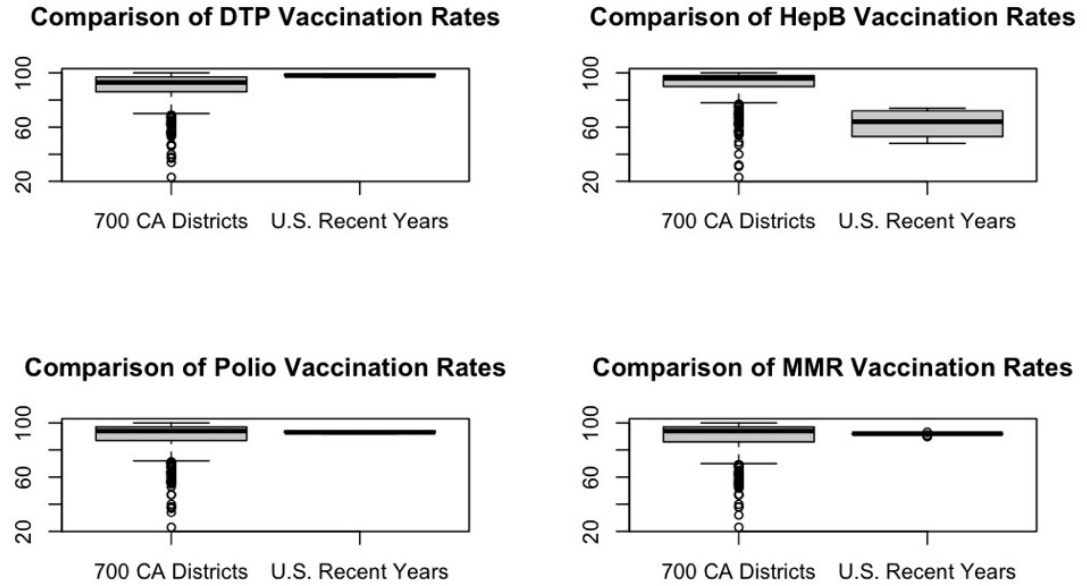 Comparison of DTP Vaccination Rates
100
60
20
700 CA Districts U.S. Recent Years
Comparison of HepB Vaccination Rates
100
60
20
700 CA Districts U.S. Recent Years
Comparison of Polio Vaccination Rates
100
60
20
700 CA Districts U.S. Recent Years
Comparison of MMR Vaccination Rates
100
60
20
700 CA Districts U.S. Recent Years